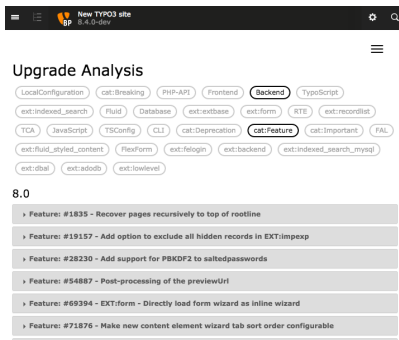 New TYPO3 site
BP 8.4.0-dev
Upgrade Analysis
LocalConfiguration cat:Breaking PHP-API Frontend Backend TypoScript
ext:indexed_search Fluid Database ext:extbase ext:form RTE ext:recordlist
TCA JavaScript TSConfig CLI cat:Deprecation cat:Feature cat:Important FAL
ext:fluid_styled_content FlexForm ext:felogin ext:backend ext:indexed_search_mysql
ext:dbal ext:adodb ext:lowlevel
8.0
Feature: #1835 - Recover pages recursively to top of rootline
Feature: #19157 - Add option to exclude all hidden records in EXT:impexp
Feature: #28230 - Add support for PBKDF2 to saltedpasswords
Feature: #54887 - Post-processing of the previewUrl
Feature: #69394 - EXT:form - Directly load form wizard as inline wizard
Feature: #71876 - Make new content element wizard tab sort order configurable